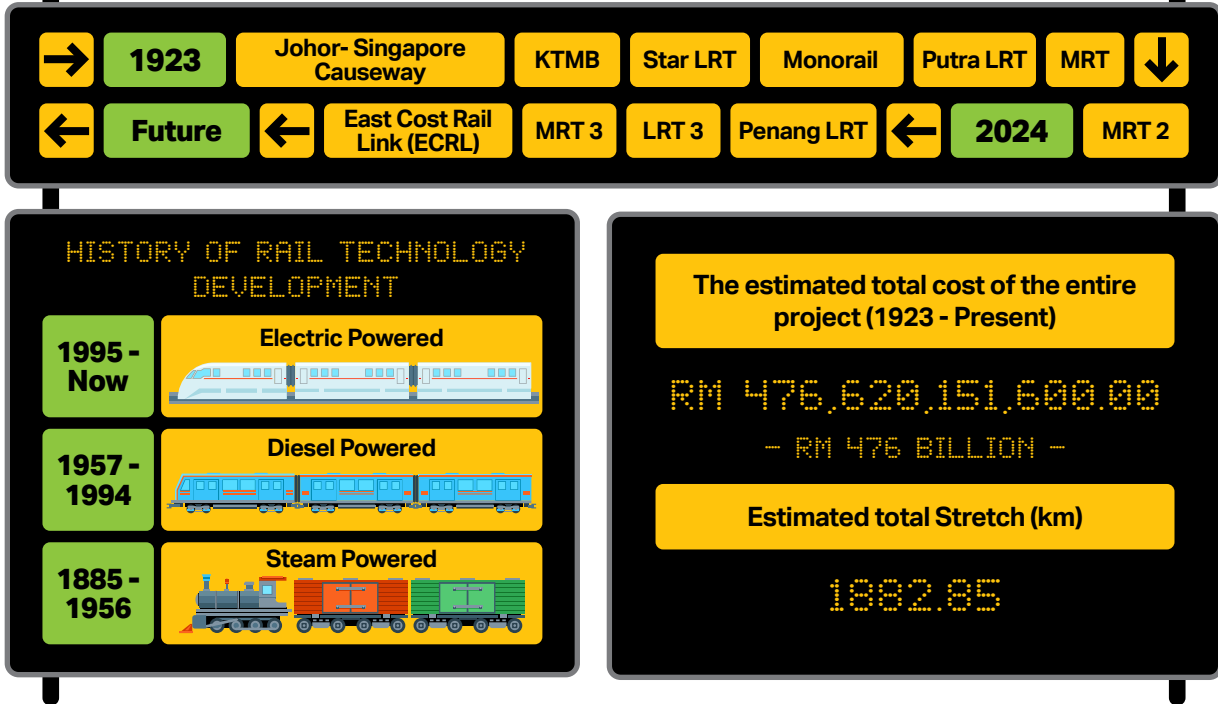 1923
Johor- Singapore
Causeway
KTMB
Star LRT
Monorail
Putra LRT
MRT
Future
East Cost Rail
Link (ECRL)
MRT 3
LRT 3
Penang LRT
2024
MRT 2
HISTORY OF RAIL TECHNOLOGY
DEVELOPMENT
1995 -
Now
Electric Powered
1957 -
1994
Diesel Powered
1885 -
1956
Steam Powered
The estimated total cost of the entire
project (1923 - Present)
RM 476,620,151,600.00
- RM 476 BILLION -
Estimated total Stretch (km)
1882.85